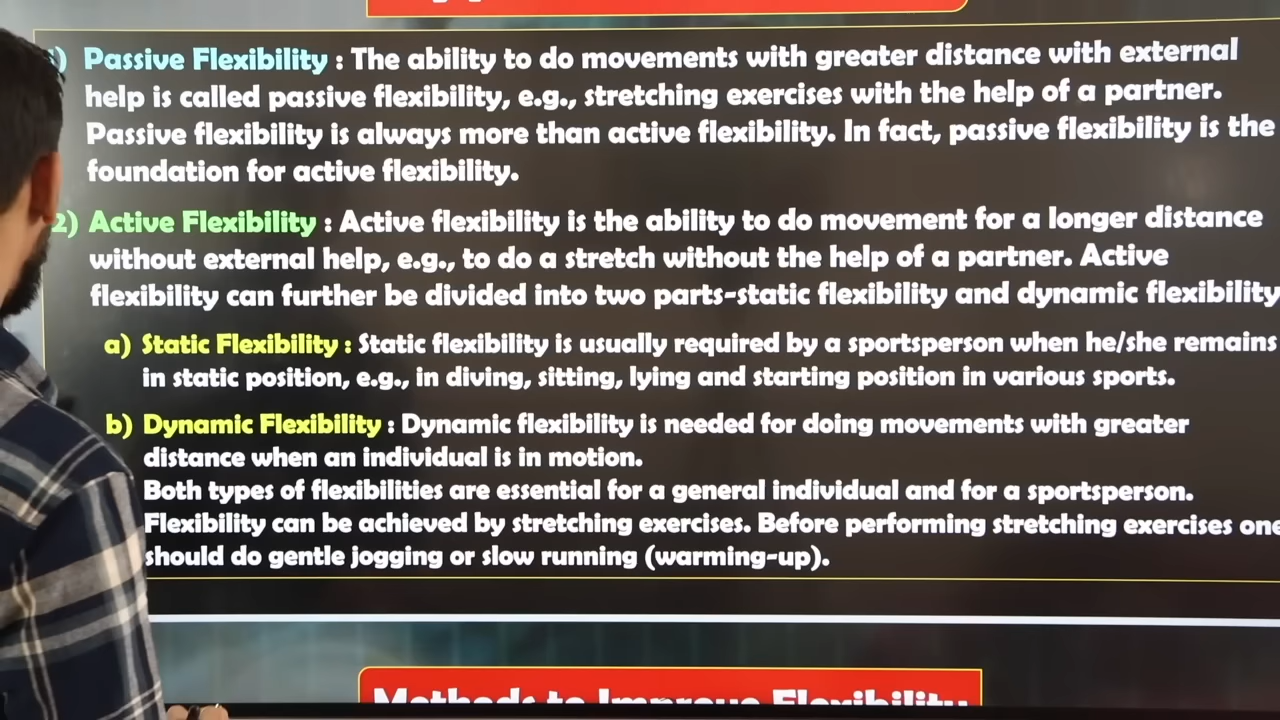 Passive Flexibility : The ability to do movements with greater distance with external
help is called passive flexibility, e.g., stretching exercises with the help of a partner.
Passive flexibility is always more than active flexibility. In fact, passive flexibility is the
foundation for active flexibility.
2) Active Flexibility : Active flexibility is the ability to do movement for a longer distance
without external help, e.g., to do a stretch without the help of a partner. Active
flexibility can further be divided into two parts-static flexibility and dynamic flexibility
a) Static Flexibility : Static flexibility is usually required by a sportsperson when he/she remains
in static position, e.g., in diving, sitting, lying and starting position in various sports.
b) Dynamic Flexibility : Dynamic flexibility is needed for doing movements with greater
distance when an individual is in motion.
Both types of flexibilities are essential for a general individual and for a sportsperson.
Flexibility can be achieved by stretching exercises. Before performing stretching exercises one
should do gentle jogging or slow running (warming-up).
Methods to Improve Flexibility